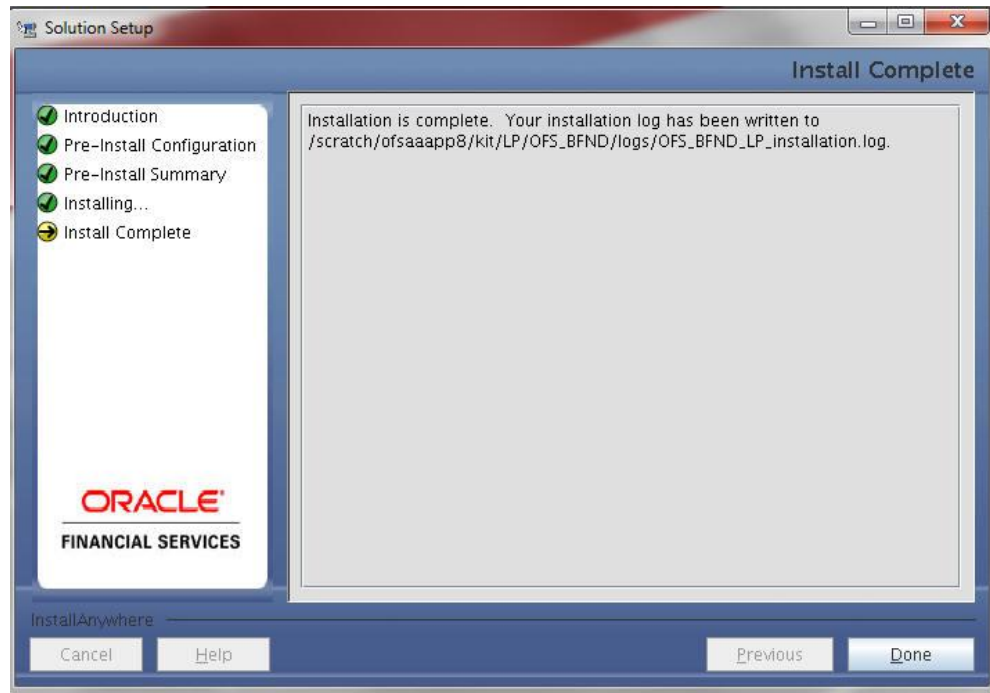 Solution Setup
Install Complete
Introduction
Pre-Install Configuration
Pre-Install Summary
Installing...
Install Complete
Installation is complete. Your installation log has been written to
/scratch/ofsaaapp8/kit/LP/OFS_BFND/logs/OFS_BFND_LP_installation.log.
ORACLE
FINANCIAL SERVICES
InstallAnywhere
Cancel
Help
Previous
Done